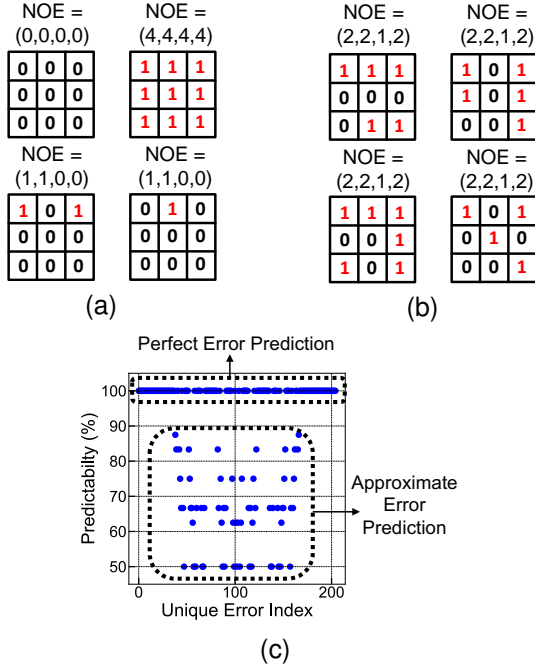 NOE = NOE = NOE = NOE =
(0,0,0,0) (4,4,4,4) (2,2,1,2) (2,2,1,2)
0 0 0 1 1 1 1 1 1 1 0 1
0 0 0 1 1 1 0 0 0 1 0 1
0 0 0 1 1 1 0 1 1 0 0 1
NOE = NOE = NOE = NOE =
(1,1,0,0) (1,1,0,0) (2,2,1,2) (2,2,1,2)
1 0 1 0 1 0 1 1 1 1 0 1
0 0 0 0 0 0 0 0 1 0 1 0
0 0 0 0 0 0 1 0 1 0 0 1
(a) (b)
Perfect Error Prediction
100
90
80
70
60
50
Predictabilty (%)
Approximate
Error
Prediction
0 100 200
Unique Error Index
(c)